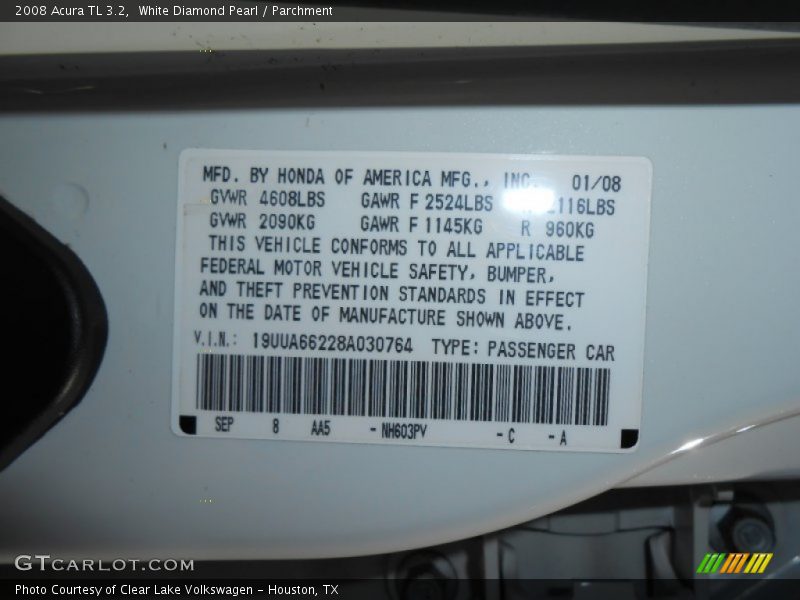 2008 Acura TL 3.2, White Diamond Pearl / Parchment
MFD. BY HONDA OF AMERICA MFG., INC. 01/08
GVWR 4608LBS GAWR F 2524LBS 2116LBS
GVWR 2090KG GAWR F 1145KG R 960KG
THIS VEHICLE CONFORMS TO ALL APPLICABLE
FEDERAL MOTOR VEHICLE SAFETY, BUMPER,
AND THEFT PREVENTION STANDARDS IN EFFECT
ON THE DATE OF MANUFACTURE SHOWN ABOVE.
V.I.N.: 19UUA66228A030764 TYPE: PASSENGER CAR
SEP 8 AA5 - NH603PV - C - A
GTCARLOT.COM
Photo Courtesy of Clear Lake Volkswagen - Houston, TX